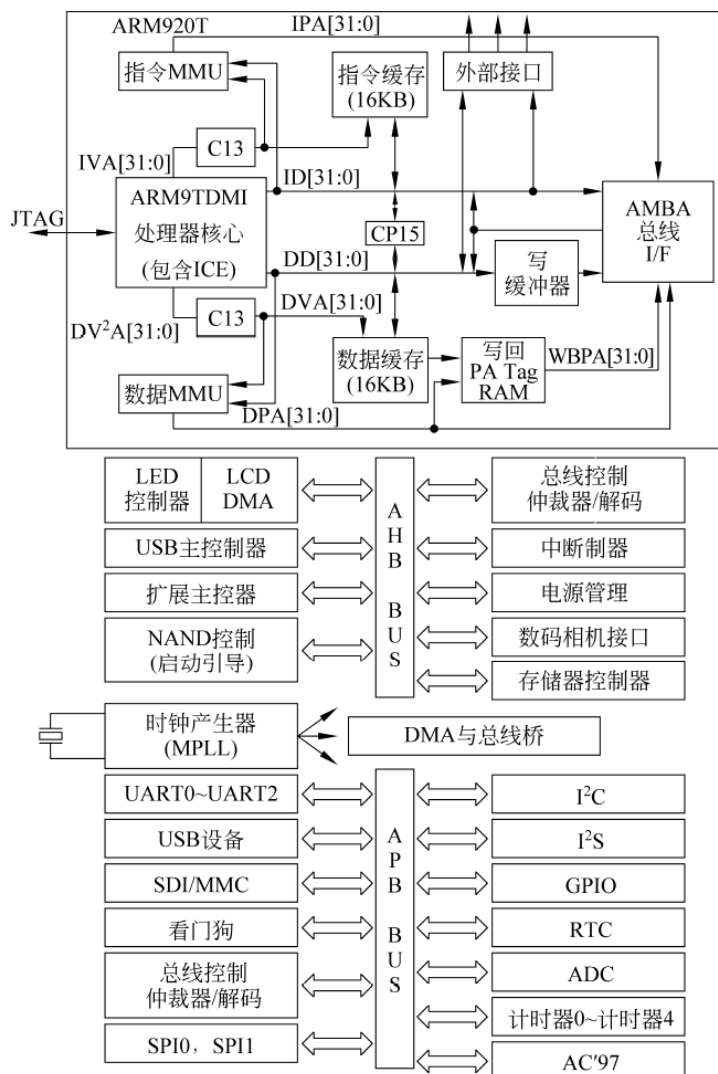 ARM920T
IPA[31:0]
指令MMU
指令缓存
(16KB)
外部接口
C13
IVA[31:0]
ID[31:0]
ARM9TDMI
处理器核心
(包含ICE)
JTAG
CP15
AMBA
总线
I/F
DD[31:0]
写
缓冲器
DVA[31:0]
C13
DV²A[31:0]
数据缓存
(16KB)
写回
PA Tag
RAM
WBPA[31:0]
数据MMU
DPA[31:0]
LED
控制器
LCD
DMA
AHB BUS
总线控制
仲裁器/解码
USB主控制器
中断制器
扩展主控器
电源管理
NAND控制
(启动引导)
数码相机接口
存储器控制器
时钟产生器
(MPLL)
DMA与总线桥
UART0~UART2
APB BUS
I²C
USB设备
I²S
SDI/MMC
GPIO
看门狗
RTC
总线控制
仲裁器/解码
ADC
计时器0~计时器4
SPI0，SPI1
AC'97